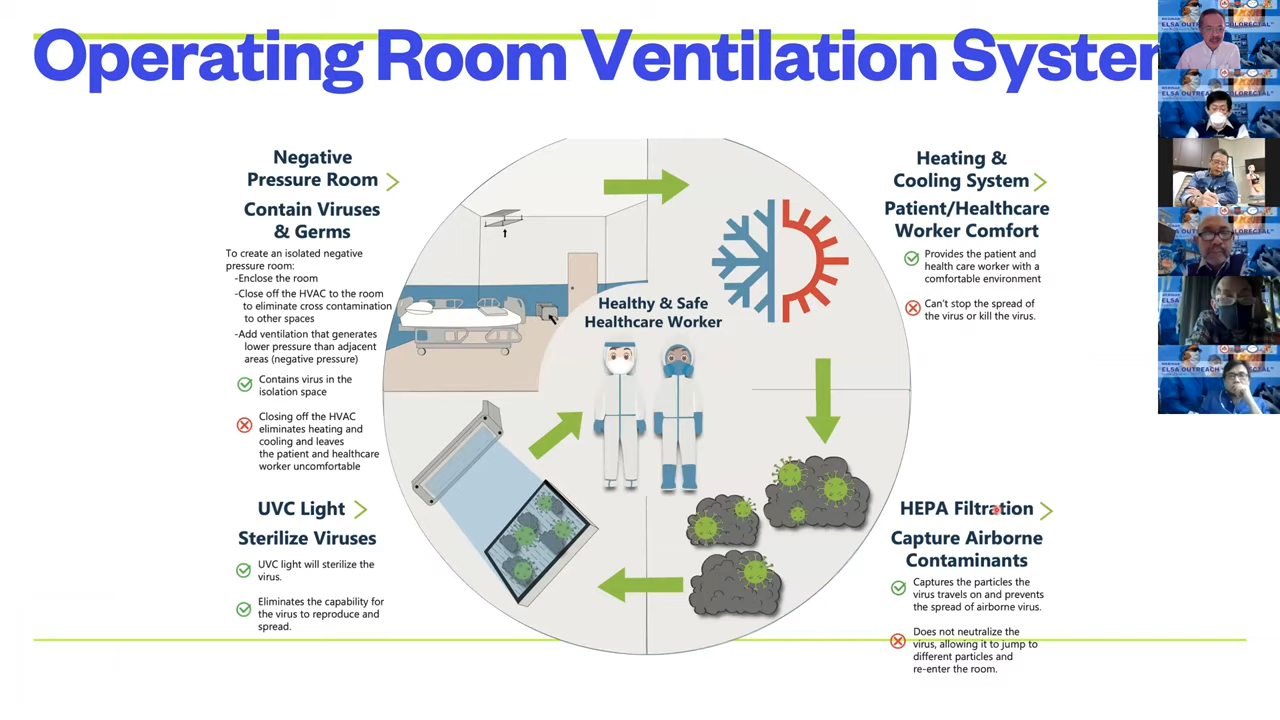 Operating Room Ventilation System
Negative
Pressure Room
Contain Viruses
& Germs
To create an isolated negative
pressure room:
-Enclose the room
-Close off the HVAC to the room
to eliminate cross contamination
to other spaces
-Add ventilation that generates
lower pressure than adjacent
areas (negative pressure)
Contains virus in the
isolation space
Closing off the HVAC
eliminates heating and
cooling and leaves
the patient and healthcare
worker uncomfortable
Heating &
Cooling System
Patient/Healthcare
Worker Comfort
Provides the patient and
health care worker with a
comfortable environment
Can't stop the spread of
the virus or kill the virus.
Healthy & Safe
Healthcare Worker
UVC Light
Sterilize Viruses
UVC light will sterilize the
virus.
Eliminates the capability for
the virus to reproduce and
spread.
HEPA Filtration
Capture Airborne
Contaminants
Captures the particles the
virus travels on and prevents
the spread of airborne virus.
Does not neutralize the
virus, allowing it to jump to
different particles and
re-enter the room.